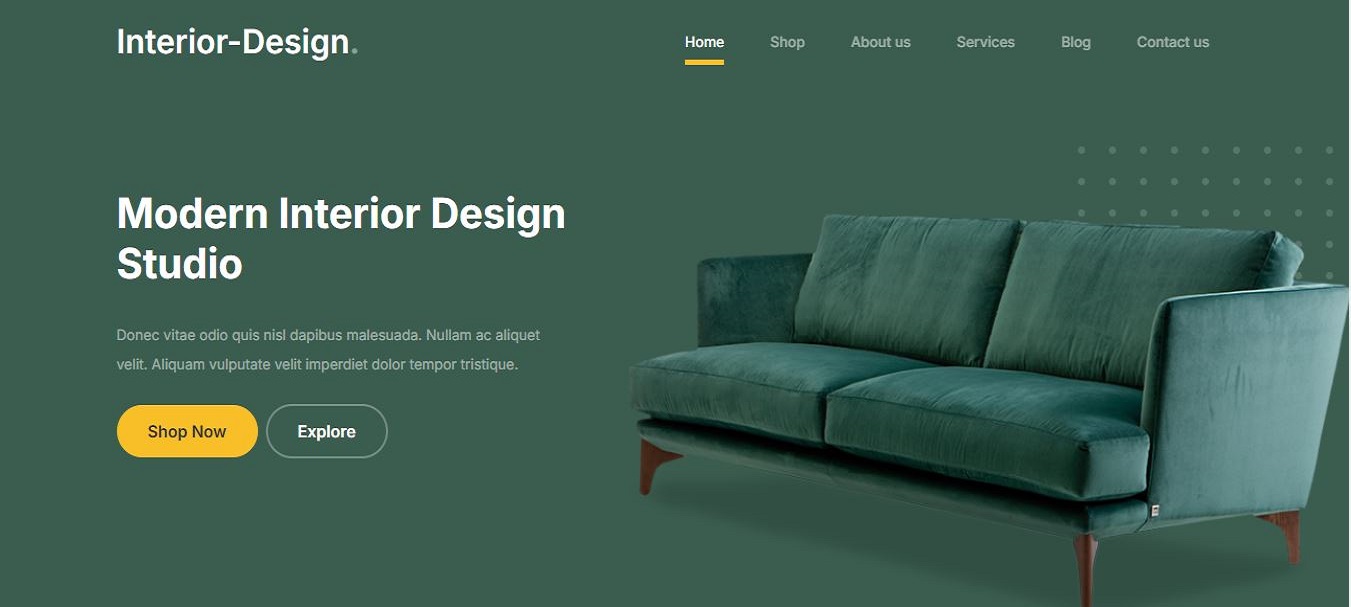 Interior-Design.
Home Shop About us Services Blog Contact us
Modern Interior Design
Studio
Donec vitae odio quis nisl dapibus malesuada. Nullam ac aliquet
velit. Aliquam vulputate velit imperdiet dolor tempor tristique.
Shop Now Explore